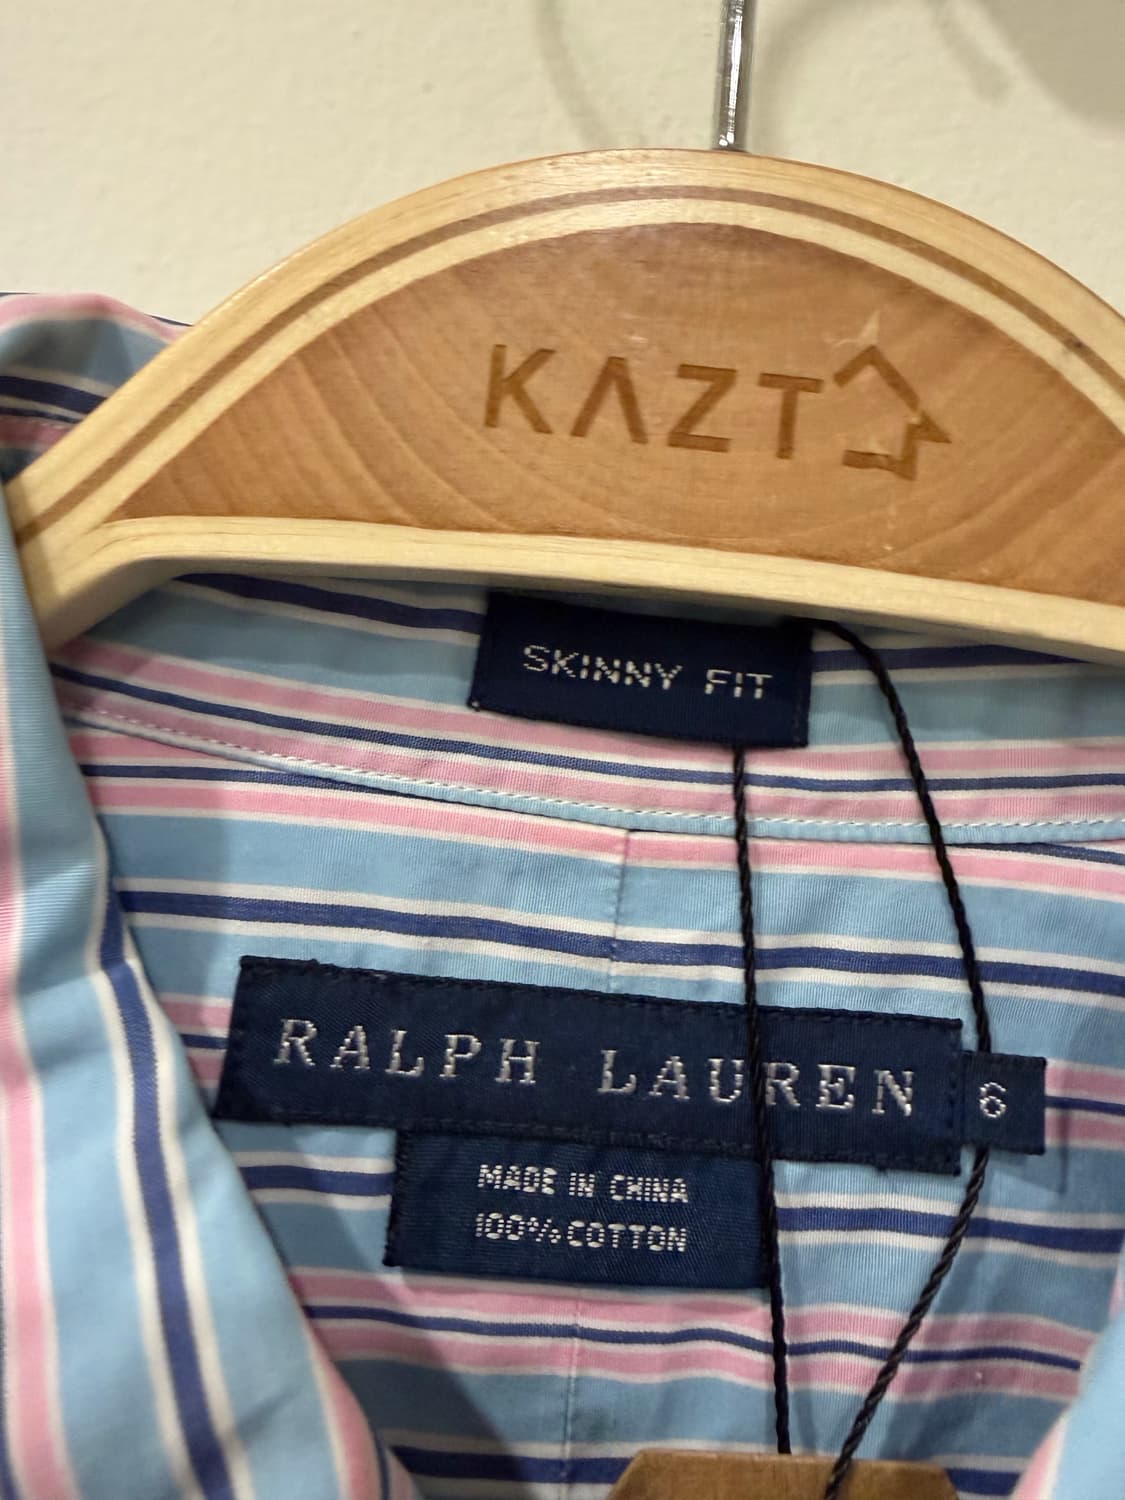 KAZT
SKINNY FIT
RALPH LAUREN 6
MADE IN CHINA
100% COTTON